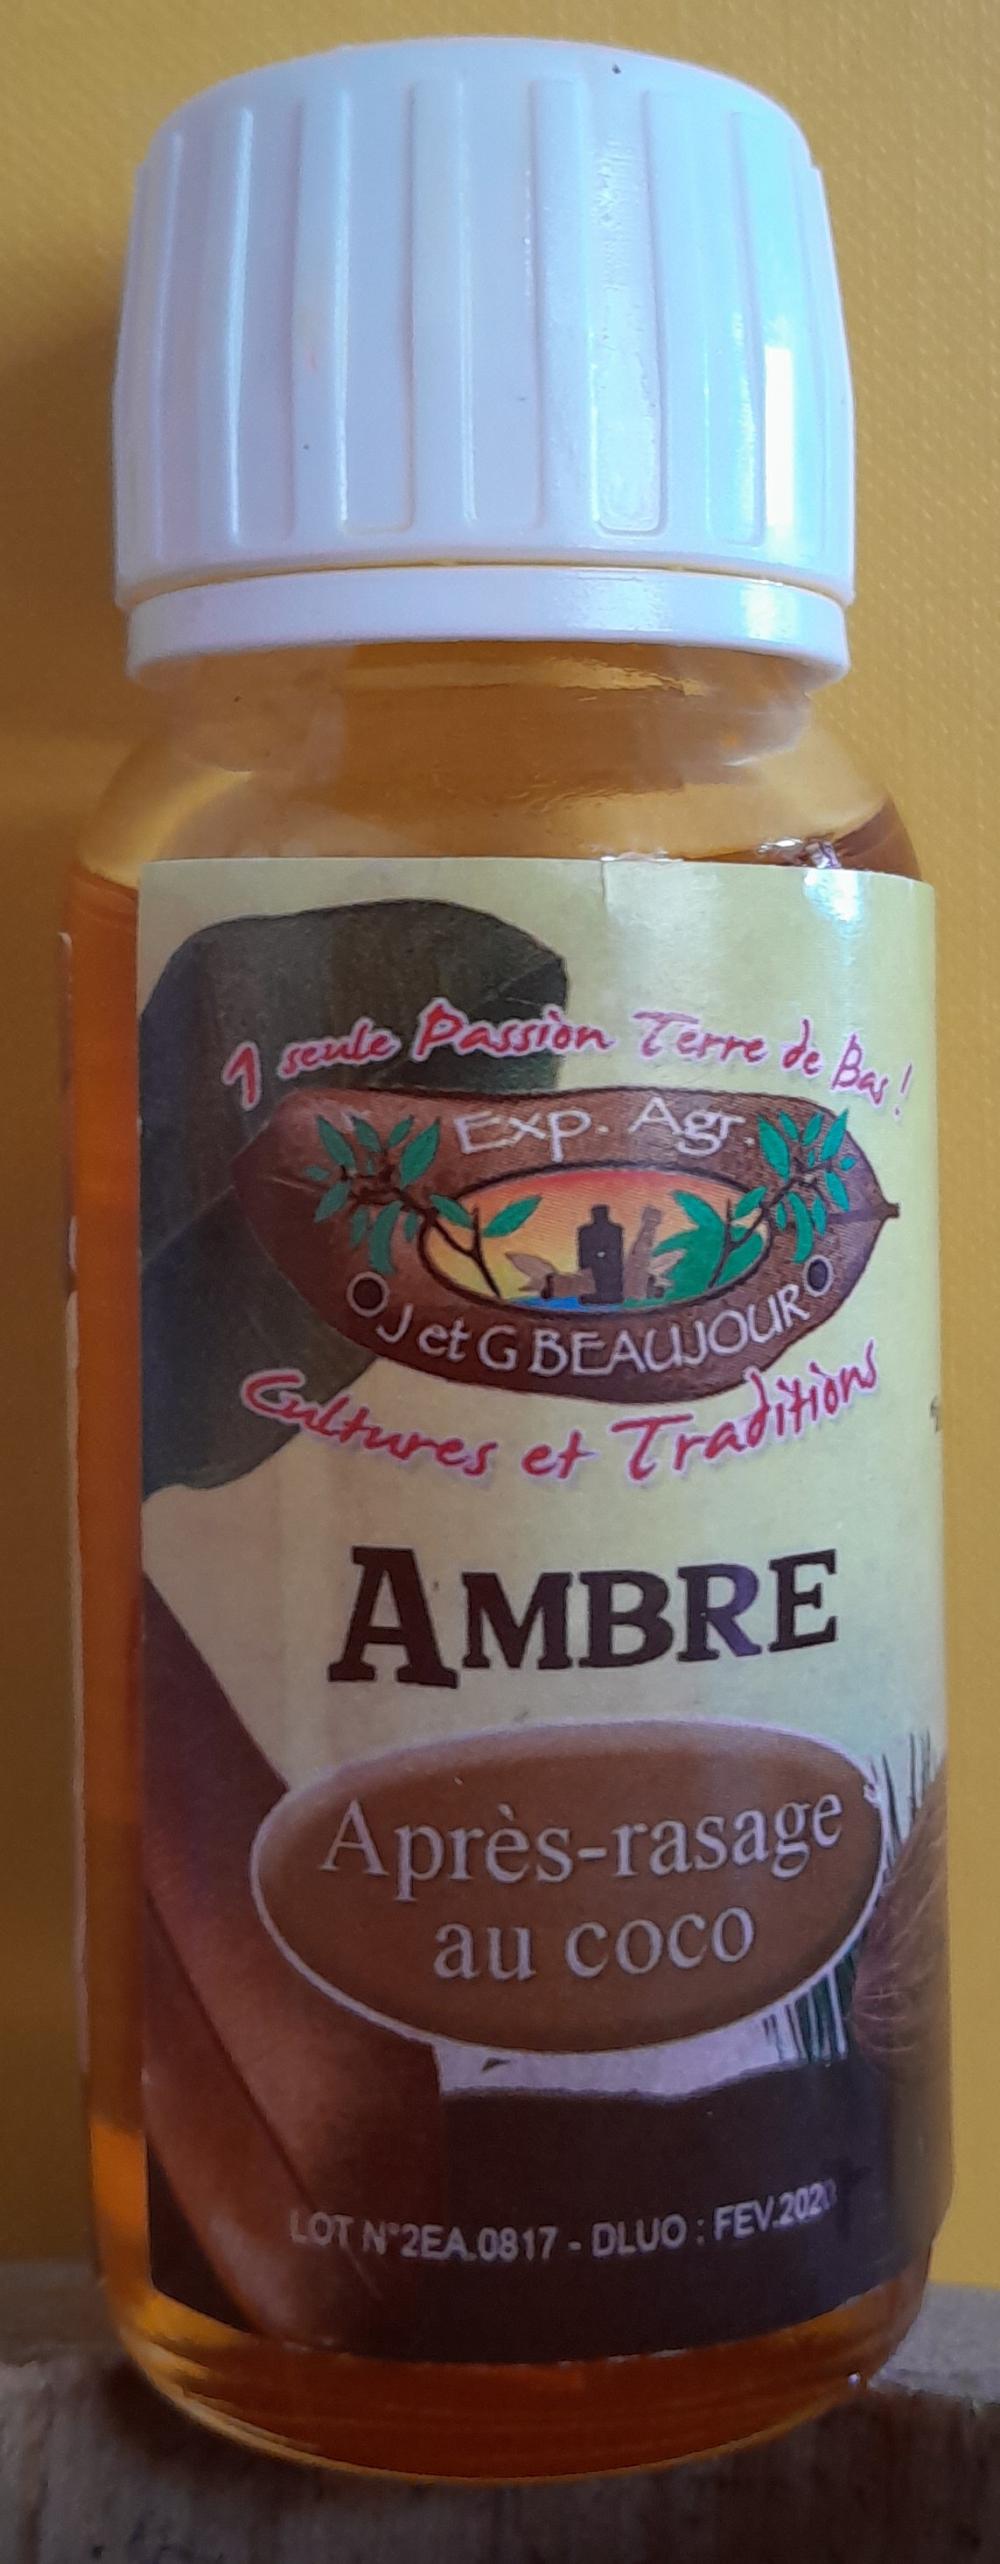 1 seule Passion Terre de Bas !
Exp. Agr.
J et G BEAUJOUR
Cultures et Traditions
AMBRE
Après-rasage
au coco
LOT N°2EA.0817 - DLUO : FEV.2020